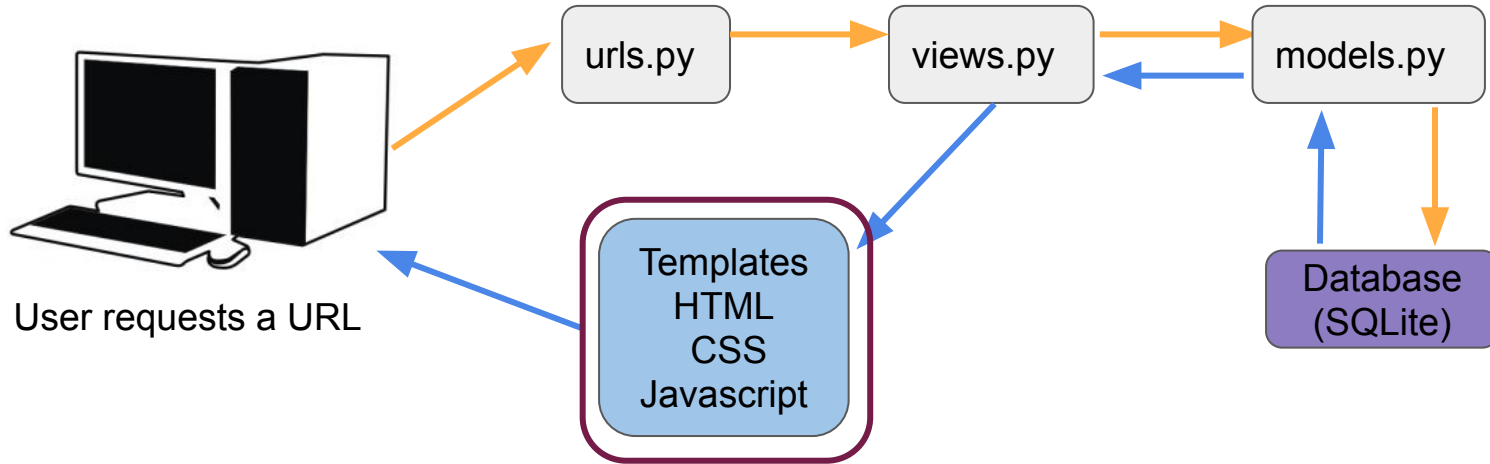 urls.py
views.py
models.py
User requests a URL
Templates
HTML
CSS
Javascript
Database
(SQLite)